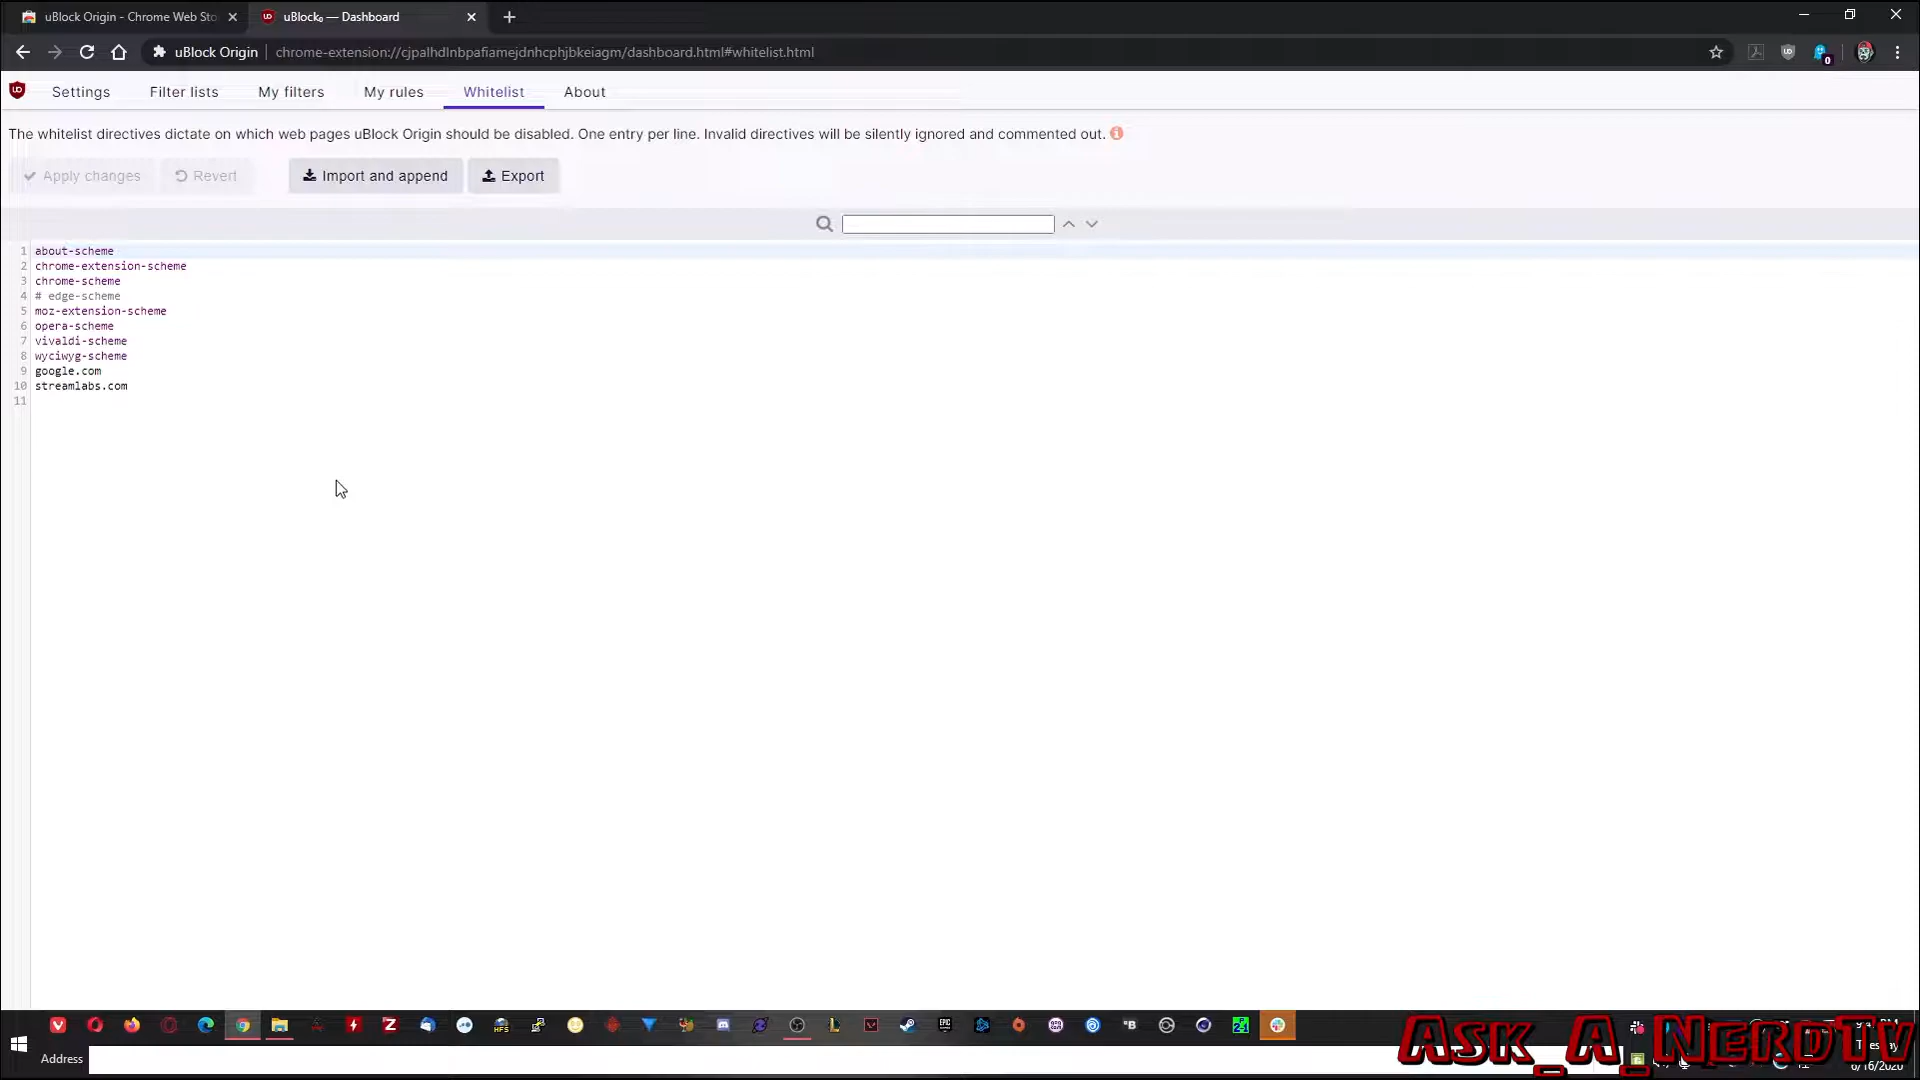 uBlock Origin - Chrome Web Sto
uBlock₀ — Dashboard
uBlock Origin
chrome-extension://cjpalhdlnbpafiamejdnhcphjbkeiagm/dashboard.html#whitelist.html
Settings
Filter lists
My filters
My rules
Whitelist
About
The whitelist directives dictate on which web pages uBlock Origin should be disabled. One entry per line. Invalid directives will be silently ignored and commented out.
Apply changes
Revert
Import and append
Export
1 about-scheme
2 chrome-extension-scheme
3 chrome-scheme
4 # edge-scheme
5 moz-extension-scheme
6 opera-scheme
7 vivaldi-scheme
8 wyciwyg-scheme
9 google.com
10 streamlabs.com
11
Address
Ask_A_NerdTv
Tuesday
6/16/2020